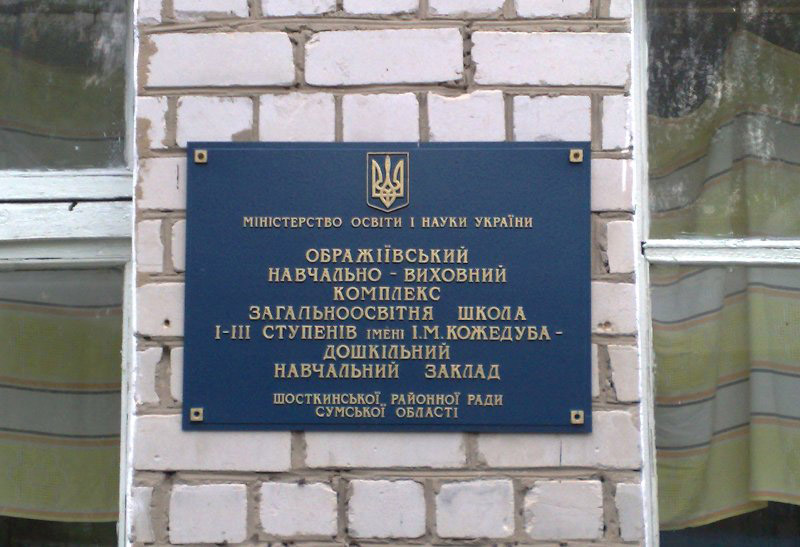 МІНІСТЕРСТВО ОСВІТИ І НАУКИ УКРАЇНИ
ОБРАЖІЇВСЬКИЙ
НАВЧАЛЬНО - ВИХОВНИЙ
КОМПЛЕКС
ЗАГАЛЬНООСВІТНЯ ШКОЛА
І-ІІІ СТУПЕНІВ ІМЕНІ І.М.КОЖЕДУБА-
ДОШКІЛЬНИЙ
НАВЧАЛЬНИЙ ЗАКЛАД
ШОСТКИНСЬКОЇ РАЙОННОЇ РАДИ
СУМСЬКОЇ ОБЛАСТІ